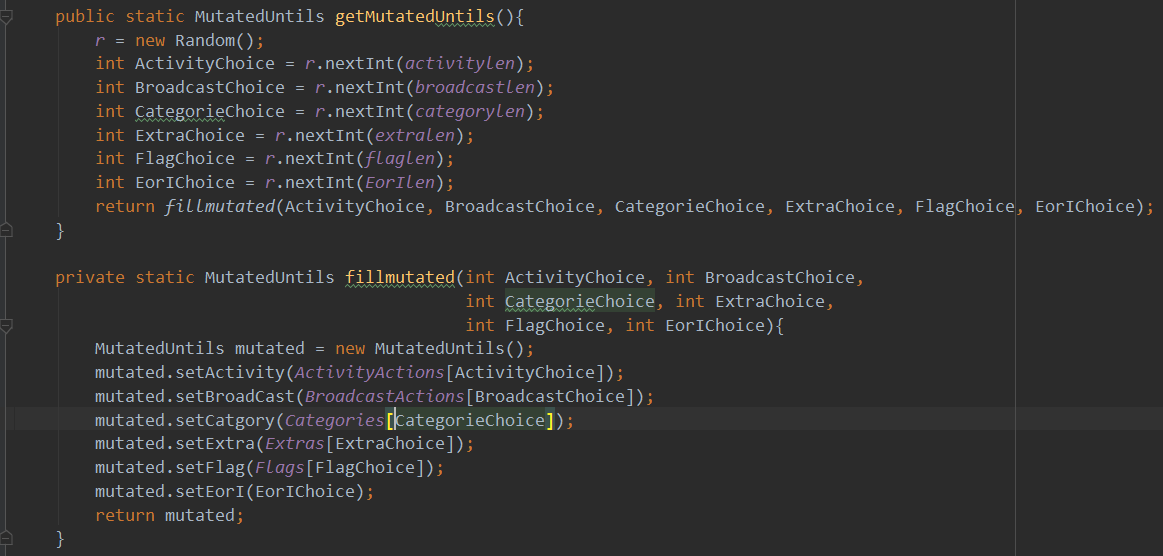 public static MutatedUntils getMutatedUntils(){
r = new Random();
int ActivityChoice = r.nextInt(activitylen);
int BroadcastChoice = r.nextInt(broadcastlen);
int CategorieChoice = r.nextInt(categorylen);
int ExtraChoice = r.nextInt(extralen);
int FlagChoice = r.nextInt(flaglen);
int EorIChoice = r.nextInt(EorIlen);
return fillmutated(ActivityChoice, BroadcastChoice, CategorieChoice, ExtraChoice, FlagChoice, EorIChoice);
}
private static MutatedUntils fillmutated(int ActivityChoice, int BroadcastChoice,
int CategorieChoice, int ExtraChoice,
int FlagChoice, int EorIChoice){
MutatedUntils mutated = new MutatedUntils();
mutated.setActivity(ActivityActions[ActivityChoice]);
mutated.setBroadCast(BroadcastActions[BroadcastChoice]);
mutated.setCatgory(Categories[CategorieChoice]);
mutated.setExtra(Extras[ExtraChoice]);
mutated.setFlag(Flags[FlagChoice]);
mutated.setEorI(EorIChoice);
return mutated;
}